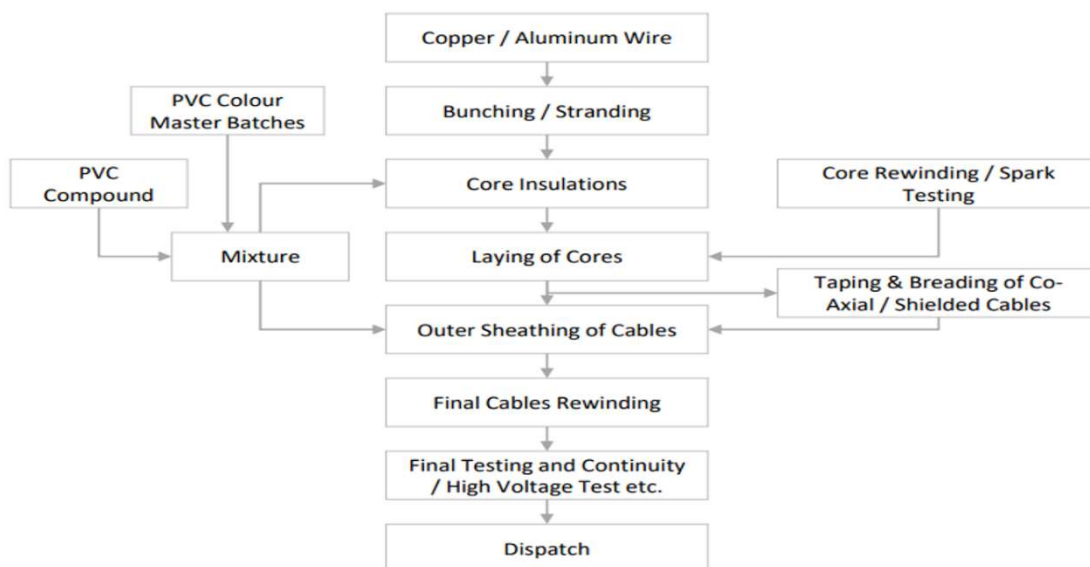 Copper / Aluminum Wire
PVC Colour
Master Batches
Bunching / Stranding
PVC
Compound
Core Insulations
Core Rewinding / Spark
Testing
Mixture
Laying of Cores
Taping & Breading of Co-
Axial / Shielded Cables
Outer Sheathing of Cables
Final Cables Rewinding
Final Testing and Continuity
/ High Voltage Test etc.
Dispatch